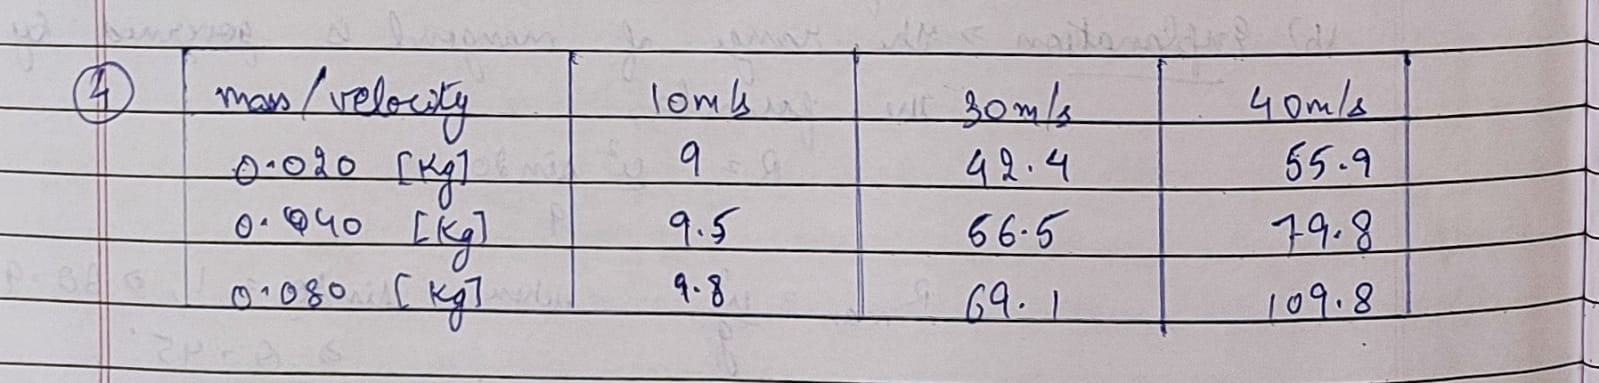 ④ mass/velocity 10m/s 30m/s 40m/s
0.020 [Kg] 9 42.4 55.9
0.040 [Kg] 9.5 56.5 79.8
0.080 [Kg] 9.8 69.1 109.8